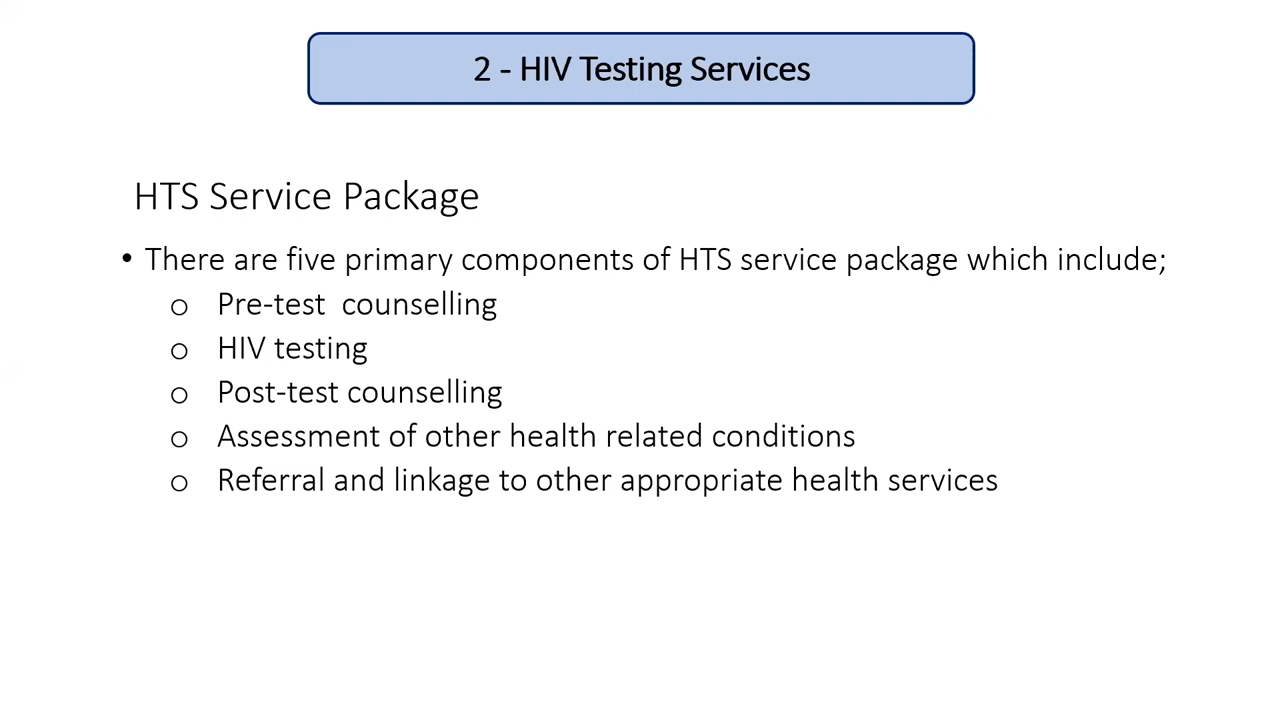 2 - HIV Testing Services
HTS Service Package
• There are five primary components of HTS service package which include;
o Pre-test  counselling
o HIV testing
o Post-test counselling
o Assessment of other health related conditions
o Referral and linkage to other appropriate health services